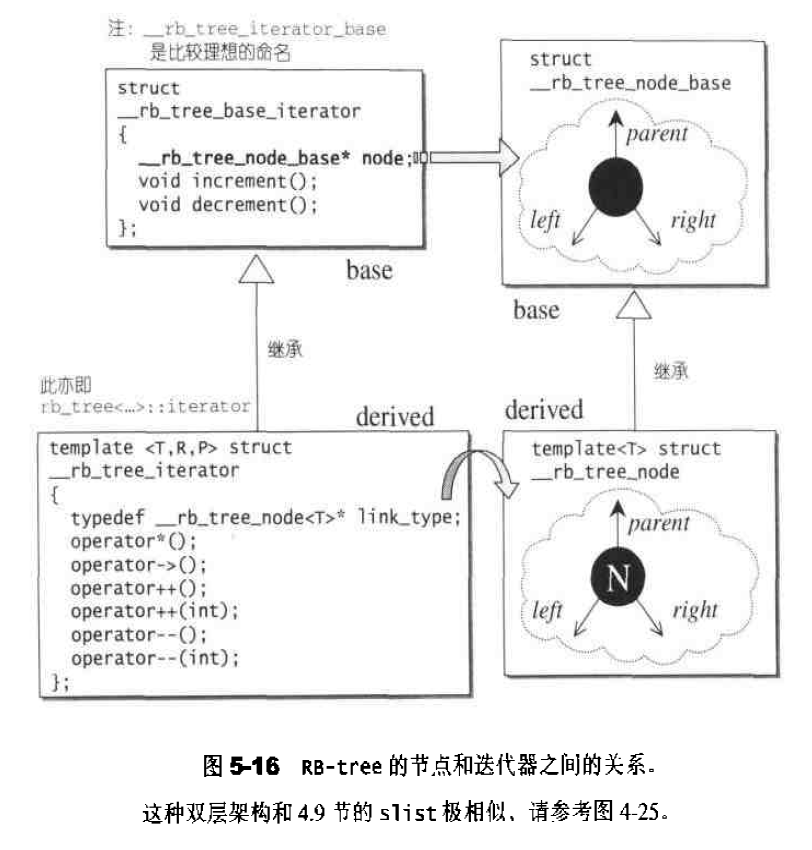 注: __rb_tree_iterator_base
是比较理想的命名
struct
__rb_tree_base_iterator
{
__rb_tree_node_base* node;
void increment();
void decrement();
};
base
struct
__rb_tree_node_base
parent
left
right
base
继承
继承
此亦即
rb_tree<…>::iterator
derived
derived
template <T,R,P> struct
__rb_tree_iterator
{
typedef __rb_tree_node<T>* link_type;
operator*();
operator->();
operator++();
operator++(int);
operator--();
operator--(int);
};
template<T> struct
__rb_tree_node
parent
N
left
right
图 5-16 RB-tree 的节点和迭代器之间的关系。
这种双层架构和 4.9 节的 slist 极相似，请参考图 4-25。